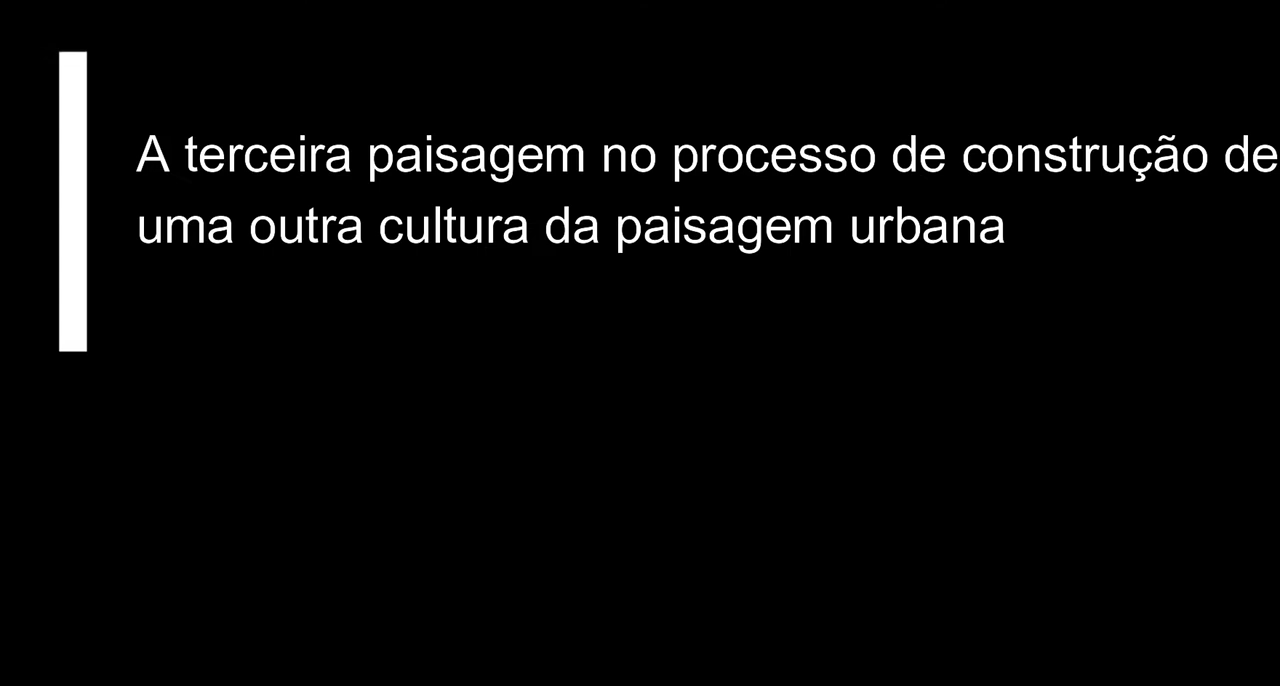 A terceira paisagem no processo de construção de
uma outra cultura da paisagem urbana